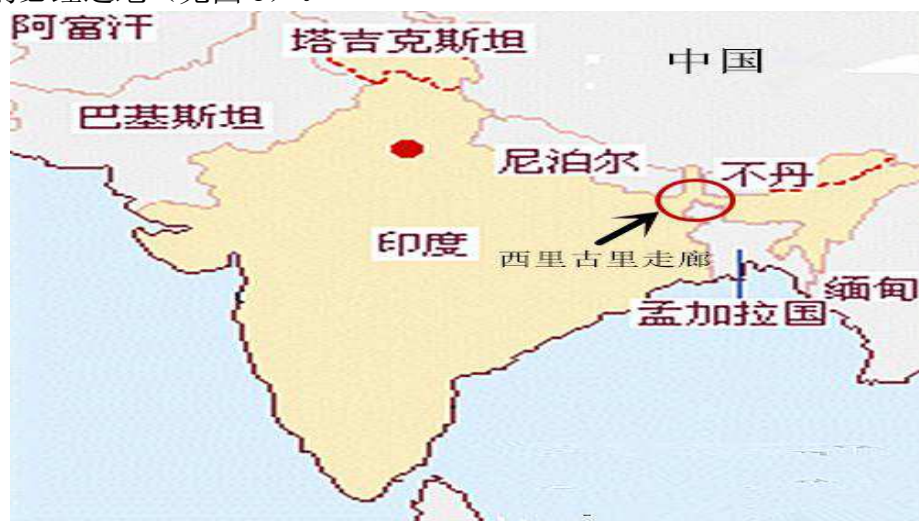 阿富汗
塔吉克斯坦
中国
巴基斯坦
尼泊尔
不丹
印度
西里古里走廊
缅甸
孟加拉国